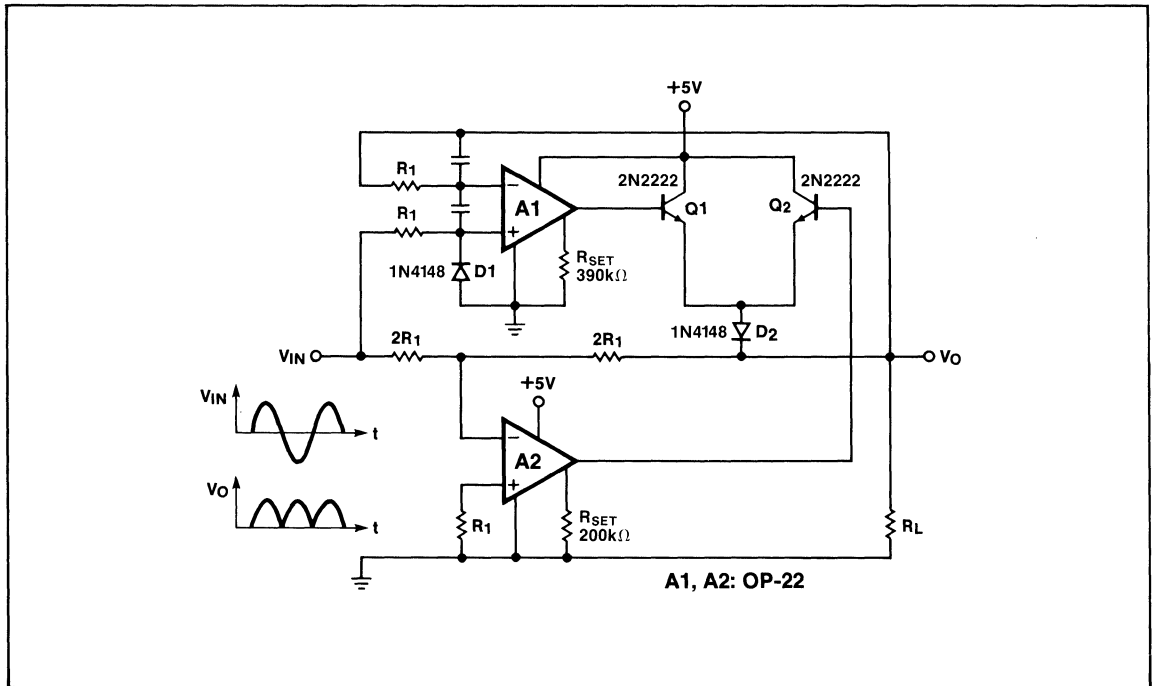 +5V
R1
2N2222
2N2222
A1
Q1
Q2
R1
RSET
390kΩ
1N4148
D1
2R1
2R1
1N4148
D2
VIN
VO
+5V
VIN
t
A2
VO
t
R1
RSET
200kΩ
RL
A1, A2: OP-22
−
+
−
+